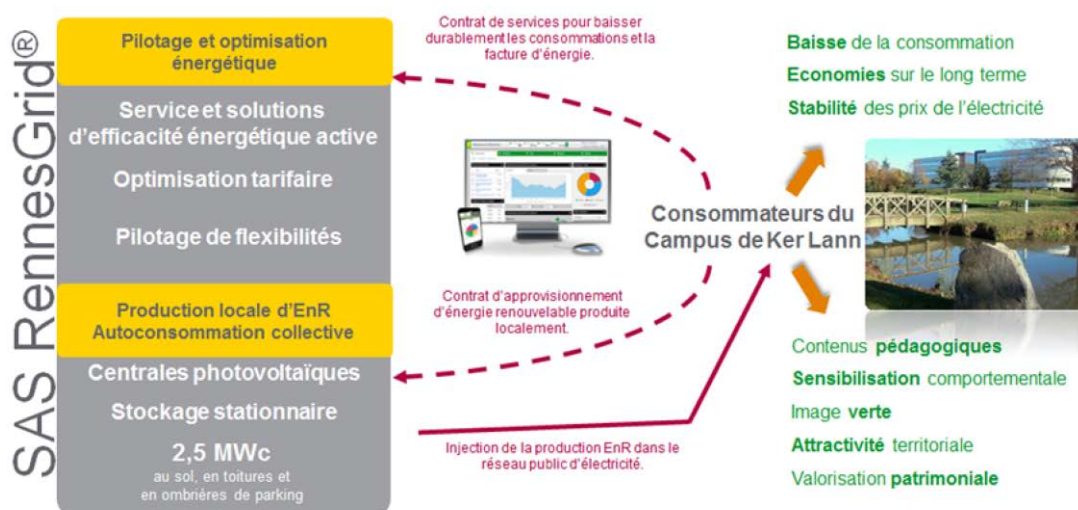 SAS RennesGrid®
Pilotage et optimisation
énergétique
Service et solutions
d'efficacité énergétique active
Optimisation tarifaire
Pilotage de flexibilités
Production locale d'EnR
Autoconsommation collective
Centrales photovoltaïques
Stockage stationnaire
2,5 MWc
au sol, en toitures et
en ombrières de parking
Contrat de services pour baisser
durablement les consommations et la
facture d'énergie.
Contrat d'approvisionnement
d'énergie renouvelable produite
localement.
Injection de la production EnR dans le
réseau public d'électricité.
Consommateurs du
Campus de Ker Lann
Baisse de la consommation
Economies sur le long terme
Stabilité des prix de l'électricité
Contenus pédagogiques
Sensibilisation comportementale
Image verte
Attractivité territoriale
Valorisation patrimoniale